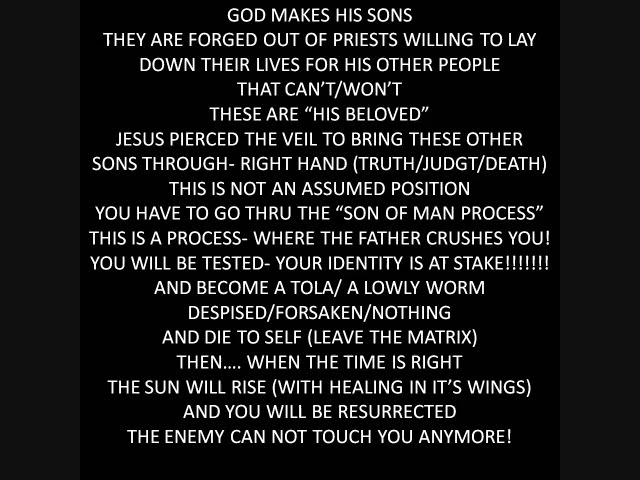 GOD MAKES HIS SONS
THEY ARE FORGED OUT OF PRIESTS WILLING TO LAY
DOWN THEIR LIVES FOR HIS OTHER PEOPLE
THAT CAN'T/WON'T
THESE ARE “HIS BELOVED”
JESUS PIERCED THE VEIL TO BRING THESE OTHER
SONS THROUGH- RIGHT HAND (TRUTH/JUDGT/DEATH)
THIS IS NOT AN ASSUMED POSITION
YOU HAVE TO GO THRU THE “SON OF MAN PROCESS”
THIS IS A PROCESS- WHERE THE FATHER CRUSHES YOU!
YOU WILL BE TESTED- YOUR IDENTITY IS AT STAKE!!!!!!!
AND BECOME A TOLA/ A LOWLY WORM
DESPISED/FORSAKEN/NOTHING
AND DIE TO SELF (LEAVE THE MATRIX)
THEN…. WHEN THE TIME IS RIGHT
THE SUN WILL RISE (WITH HEALING IN IT'S WINGS)
AND YOU WILL BE RESURRECTED
THE ENEMY CAN NOT TOUCH YOU ANYMORE!